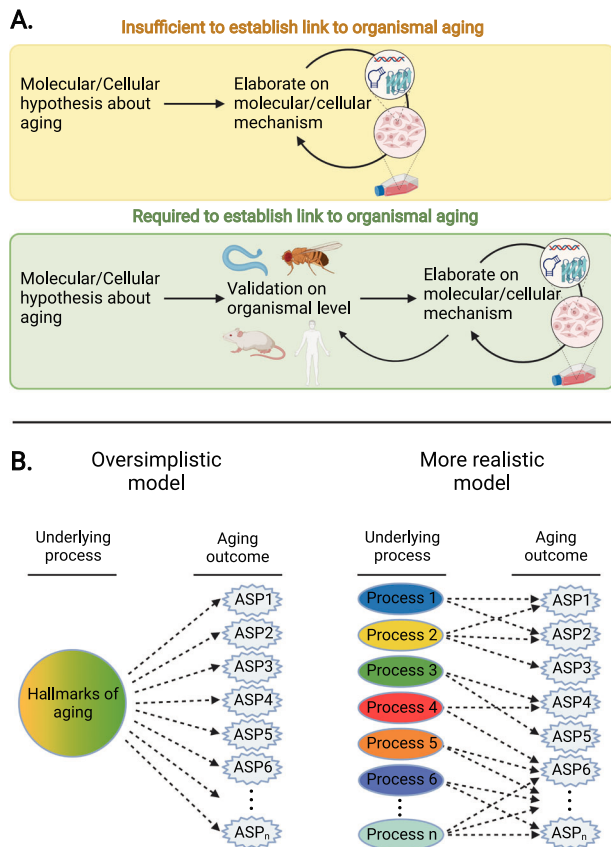 A.
Insufficient to establish link to organismal aging
Molecular/Cellular
hypothesis about
aging
Elaborate on
molecular/cellular
mechanism
Required to establish link to organismal aging
Molecular/Cellular
hypothesis about
aging
Validation on
organismal level
Elaborate on
molecular/cellular
mechanism
B.
Oversimplistic
model
Underlying
process
Aging
outcome
Hallmarks of
aging
ASP1
ASP2
ASP3
ASP4
ASP5
ASP6
ASPn
More realistic
model
Underlying process
Aging
outcome
Process 1
Process 2
Process 3
Process 4
Process 5
Process 6
Process n
ASP1
ASP2
ASP3
ASP4
ASP5
ASP6
ASPn